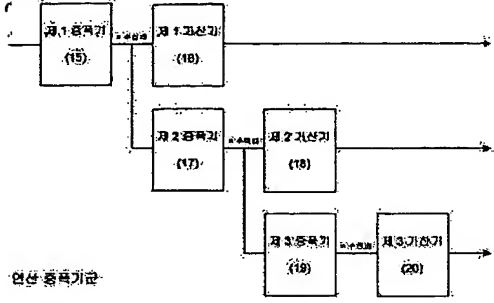 제 1 증폭기
(15)
제 1 가산기
(16)
제 2 증폭기
(17)
제 2 가산기
(18)
제 3 증폭기
(19)
제 3 가산기
(20)
연산 증폭기군